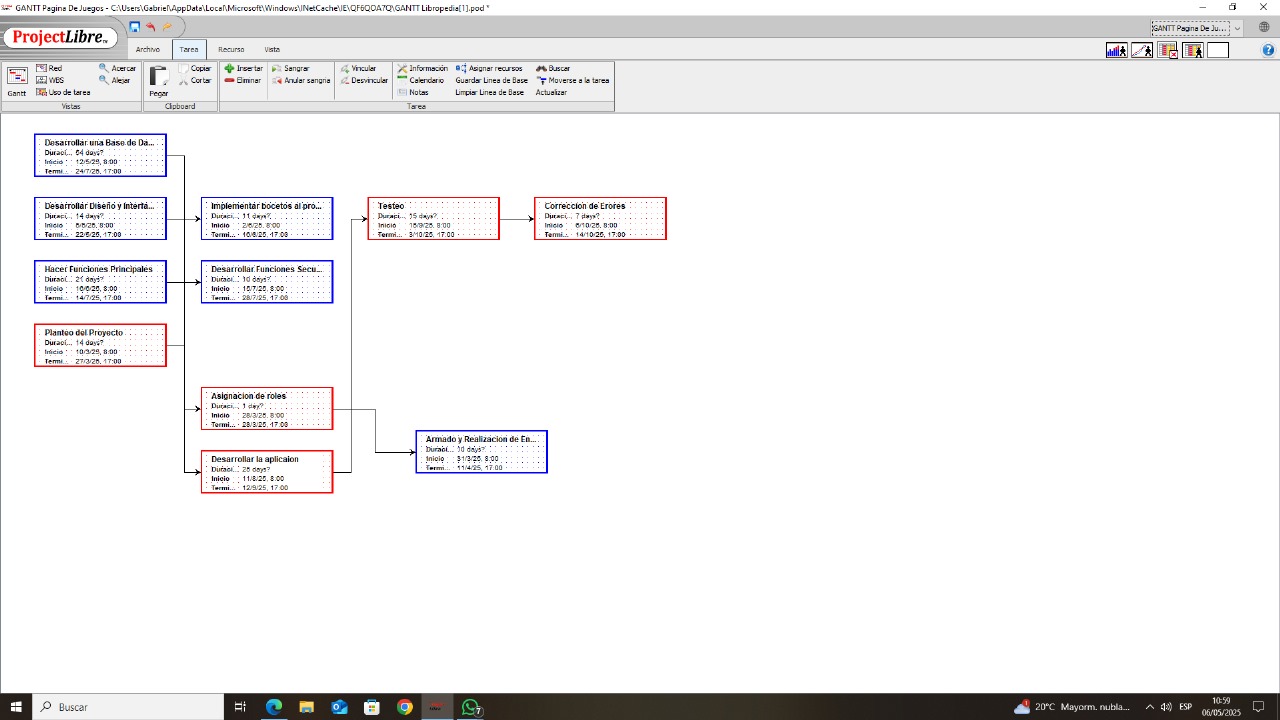 GANTT Pagina De Juegos - C:\Users\Gabriel\AppData\Local\Microsoft\Windows\INetCache\IE\QF6QOA7Q\GANTT Libropedia[1].pod *
ProjectLibre
GANTT Pagina De Ju...
Archivo Tarea Recurso Vista
Gantt
Red
WBS
Uso de tarea
Acercar
Alejar
Vistas
Pegar
Copiar
Cortar
Clipboard
Insertar
Eliminar
Sangrar
Anular sangria
Vincular
Desvincular
Información
Calendario
Notas
Asignar recursos
Guardar Linea de Base
Limpiar Linea de Base
Buscar
Moverse a la tarea
Actualizar
Tarea
Desarrollar una Base de Da...
Duraci...
Inicio 12/5/25, 8:00
Termi... 24/7/25, 17:00
Desarrollar Diseño y Interfa...
Duraci... 14 days?
Inicio 5/5/25, 8:00
Termi... 22/5/25, 17:00
Implementar bocetos al pro...
Duraci... 11 days?
Inicio 2/6/25, 8:00
Termi... 16/6/25, 17:00
Testeo
Duraci... 15 days?
Inicio 15/9/25, 8:00
Termi... 3/10/25, 17:00
Correccion de Erores
Duraci... 7 days?
Inicio 6/10/25, 8:00
Termi... 14/10/25, 17:00
Hacer Funciones Principales
Duraci... 21 days?
Inicio 16/6/25, 8:00
Termi... 14/7/25, 17:00
Desarrollar Funciones Secu...
Duraci... 10 days?
Inicio 15/7/25, 8:00
Termi... 28/7/25, 17:00
Planteo del Proyecto
Duraci... 14 days?
Inicio 10/3/25, 8:00
Termi... 27/3/25, 17:00
Asignacion de roles
Duraci... 1 day?
Inicio 28/3/25, 8:00
Termi... 28/3/25, 17:00
Armado y Realizacion de En...
Duraci... 10 days?
Inicio 31/3/25, 8:00
Termi... 11/4/25, 17:00
Desarrollar la aplicaion
Duraci... 25 days?
Inicio 11/8/25, 8:00
Termi... 12/9/25, 17:00
Buscar
7
1
20°C Mayorm. nubla...
ESP
10:59
06/05/2025